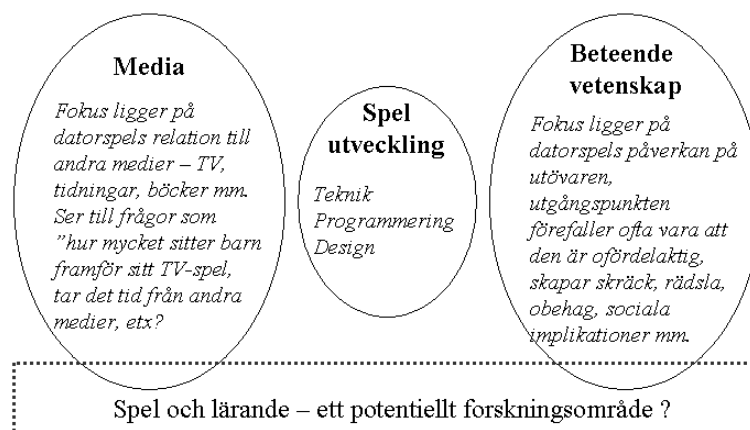 Media
Fokus ligger på
datorspels relation till
andra medier – TV,
tidningar, böcker mm.
Ser till frågor som
”hur mycket sitter barn
framför sitt TV-spel,
tar det tid från andra
medier, etx?
Spel
utveckling
Teknik
Programmering
Design
Beteende
vetenskap
Fokus ligger på
datorspels påverkan på
utövaren,
utgångspunkten
förefaller ofta vara att
den är ofördelaktig,
skapar skräck, rädsla,
obehag, sociala
implikationer mm.
Spel och lärande – ett potentiellt forskningsområde ?